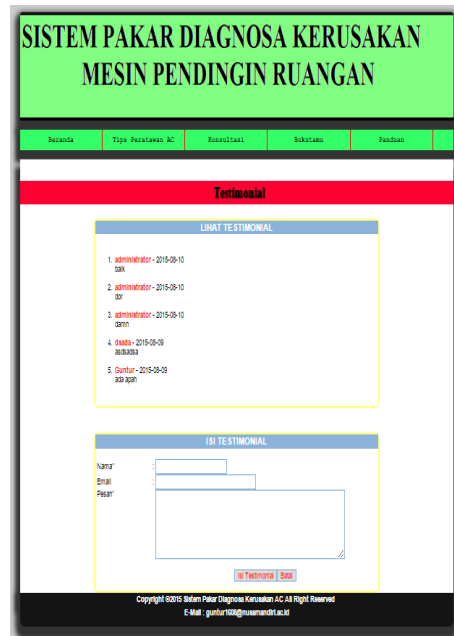 SISTEM PAKAR DIAGNOSA KERUSAKAN
MESIN PENDINGIN RUANGAN
Beranda Tips Peratawan AC Konsultasi Bukutamu Panduan
Testimonial
LIHAT TESTIMONIAL
1. administrator - 2015-08-10
baik
2. administrator - 2015-08-10
dor
3. administrator - 2015-08-10
damn
4. dsada - 2015-08-09
asdsadsa
5. Guntur - 2015-08-09
ada apah
ISI TESTIMONIAL
Nama* :
Email :
Pesan*
Isi Testimonial Batal
Copyright @2015 Sistem Pakar Diagnosa Kerusakan AC All Right Reserved
E-Mail : guntur1608@nusamandiri.ac.id